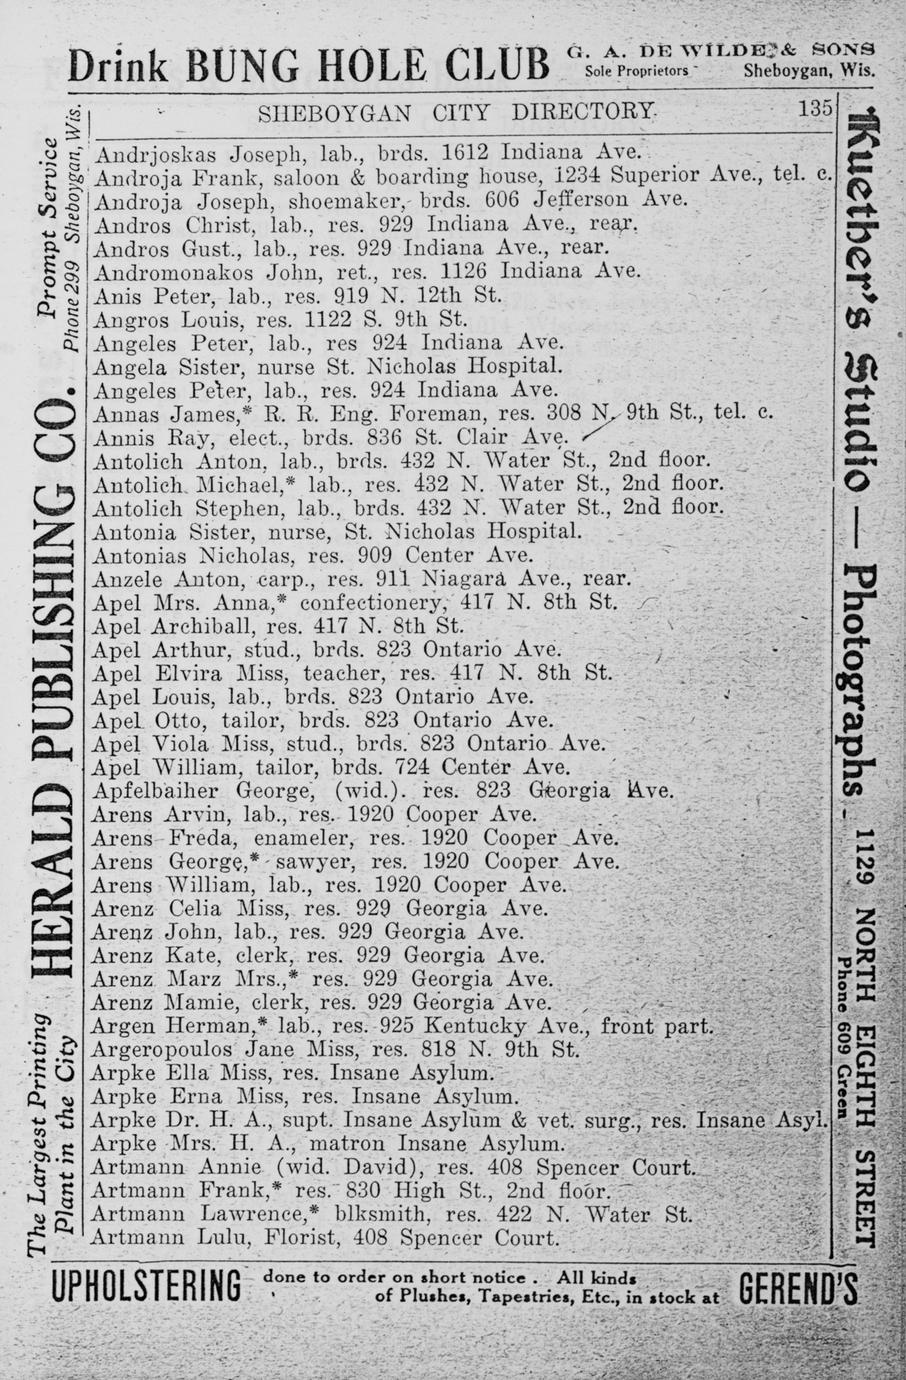 Drink BUNG HOLE CLUB
G. A. DE WILDE & SONS
Sole Proprietors Sheboygan, Wis.
SHEBOYGAN CITY DIRECTORY. 135
Andrjoskas Joseph, lab., brds. 1612 Indiana Ave.
Androja Frank, saloon & boarding house, 1234 Superior Ave., tel. c.
Androja Joseph, shoemaker, brds. 606 Jefferson Ave.
Andros Christ, lab., res. 929 Indiana Ave., rear.
Andros Gust., lab., res. 929 Indiana Ave., rear.
Andromonakos John, ret., res. 1126 Indiana Ave.
Anis Peter, lab., res. 919 N. 12th St.
Angros Louis, res. 1122 S. 9th St.
Angeles Peter, lab., res 924 Indiana Ave.
Angela Sister, nurse St. Nicholas Hospital.
Angeles Peter, lab., res. 924 Indiana Ave.
Annas James,* R. R. Eng. Foreman, res. 308 N. 9th St., tel. c.
Annis Ray, elect., brds. 836 St. Clair Ave.
Antolich Anton, lab., brds. 432 N. Water St., 2nd floor.
Antolich Michael,* lab., res. 432 N. Water St., 2nd floor.
Antolich Stephen, lab., brds. 432 N. Water St., 2nd floor.
Antonia Sister, nurse, St. Nicholas Hospital.
Antonias Nicholas, res. 909 Center Ave.
Anzele Anton, carp., res. 911 Niagara Ave., rear.
Apel Mrs. Anna,* confectionery, 417 N. 8th St.
Apel Archiball, res. 417 N. 8th St.
Apel Arthur, stud., brds. 823 Ontario Ave.
Apel Elvira Miss, teacher, res. 417 N. 8th St.
Apel Louis, lab., brds. 823 Ontario Ave.
Apel Otto, tailor, brds. 823 Ontario Ave.
Apel Viola Miss, stud., brds. 823 Ontario Ave.
Apel William, tailor, brds. 724 Center Ave.
Apfelbaiher George, (wid.). res. 823 Georgia Ave.
Arens Arvin, lab., res. 1920 Cooper Ave.
Arens Freda, enameler, res. 1920 Cooper Ave.
Arens George,* sawyer, res. 1920 Cooper Ave.
Arens William, lab., res. 1920 Cooper Ave.
Arenz Celia Miss, res. 929 Georgia Ave.
Arenz John, lab., res. 929 Georgia Ave.
Arenz Kate, clerk, res. 929 Georgia Ave.
Arenz Marz Mrs.,* res. 929 Georgia Ave.
Arenz Mamie, clerk, res. 929 Georgia Ave.
Argen Herman,* lab., res. 925 Kentucky Ave., front part.
Argeropoulos Jane Miss, res. 818 N. 9th St.
Arpke Ella Miss, res. Insane Asylum.
Arpke Erna Miss, res. Insane Asylum.
Arpke Dr. H. A., supt. Insane Asylum & vet. surg., res. Insane Asyl.
Arpke Mrs. H. A., matron Insane Asylum.
Artmann Annie (wid. David), res. 408 Spencer Court.
Artmann Frank,* res. 830 High St., 2nd floor.
Artmann Lawrence,* blksmith, res. 422 N. Water St.
Artmann Lulu, Florist, 408 Spencer Court.
The Largest Printing
Plant in the City
HERALD PUBLISHING CO.
Prompt Service
Phone 299 Sheboygan, Wis.
Kuether's Studio — Photographs - 1129 NORTH EIGHTH STREET
Phone 609 Green
UPHOLSTERING
done to order on short notice . All kinds
of Plushes, Tapestries, Etc., in stock at
GEREND'S